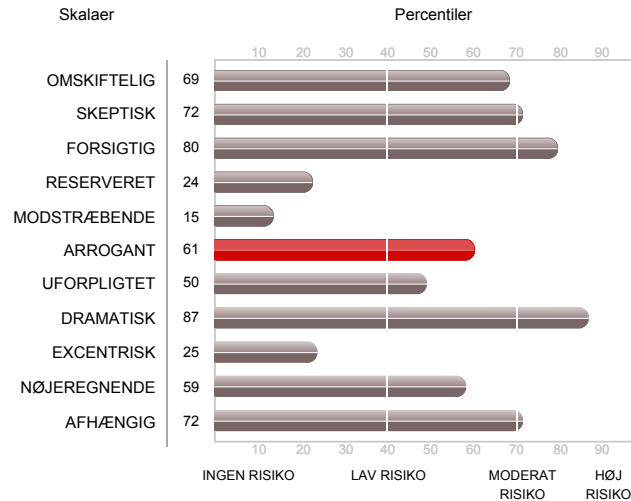 Skalaer Percentiler
10 20 30 40 50 60 70 80 90
OMSKIFTELIG 69
SKEPTISK 72
FORSIGTIG 80
RESERVERET 24
MODSTRÆBENDE 15
ARROGANT 61
UFORPLIGTET 50
DRAMATISK 87
EXCENTRISK 25
NØJEREGNENDE 59
AFHÆNGIG 72
10 20 30 40 50 60 70 80 90
INGEN RISIKO LAV RISIKO MODERAT HØJ
RISIKO RISIKO